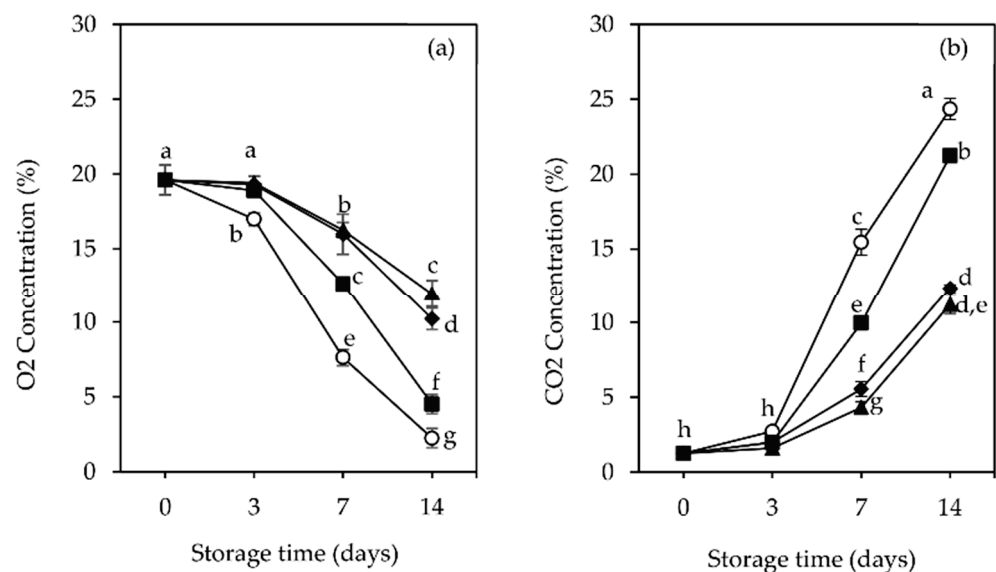 (a)
O2 Concentration (%)
30
25
20
15
10
5
0
a
a
b
b
c
c
d
e
f
g
0
3
7
14
Storage time (days)
(b)
CO2 Concentration (%)
30
25
20
15
10
5
0
a
b
c
d
d,e
e
f
g
h
h
0
3
7
14
Storage time (days)